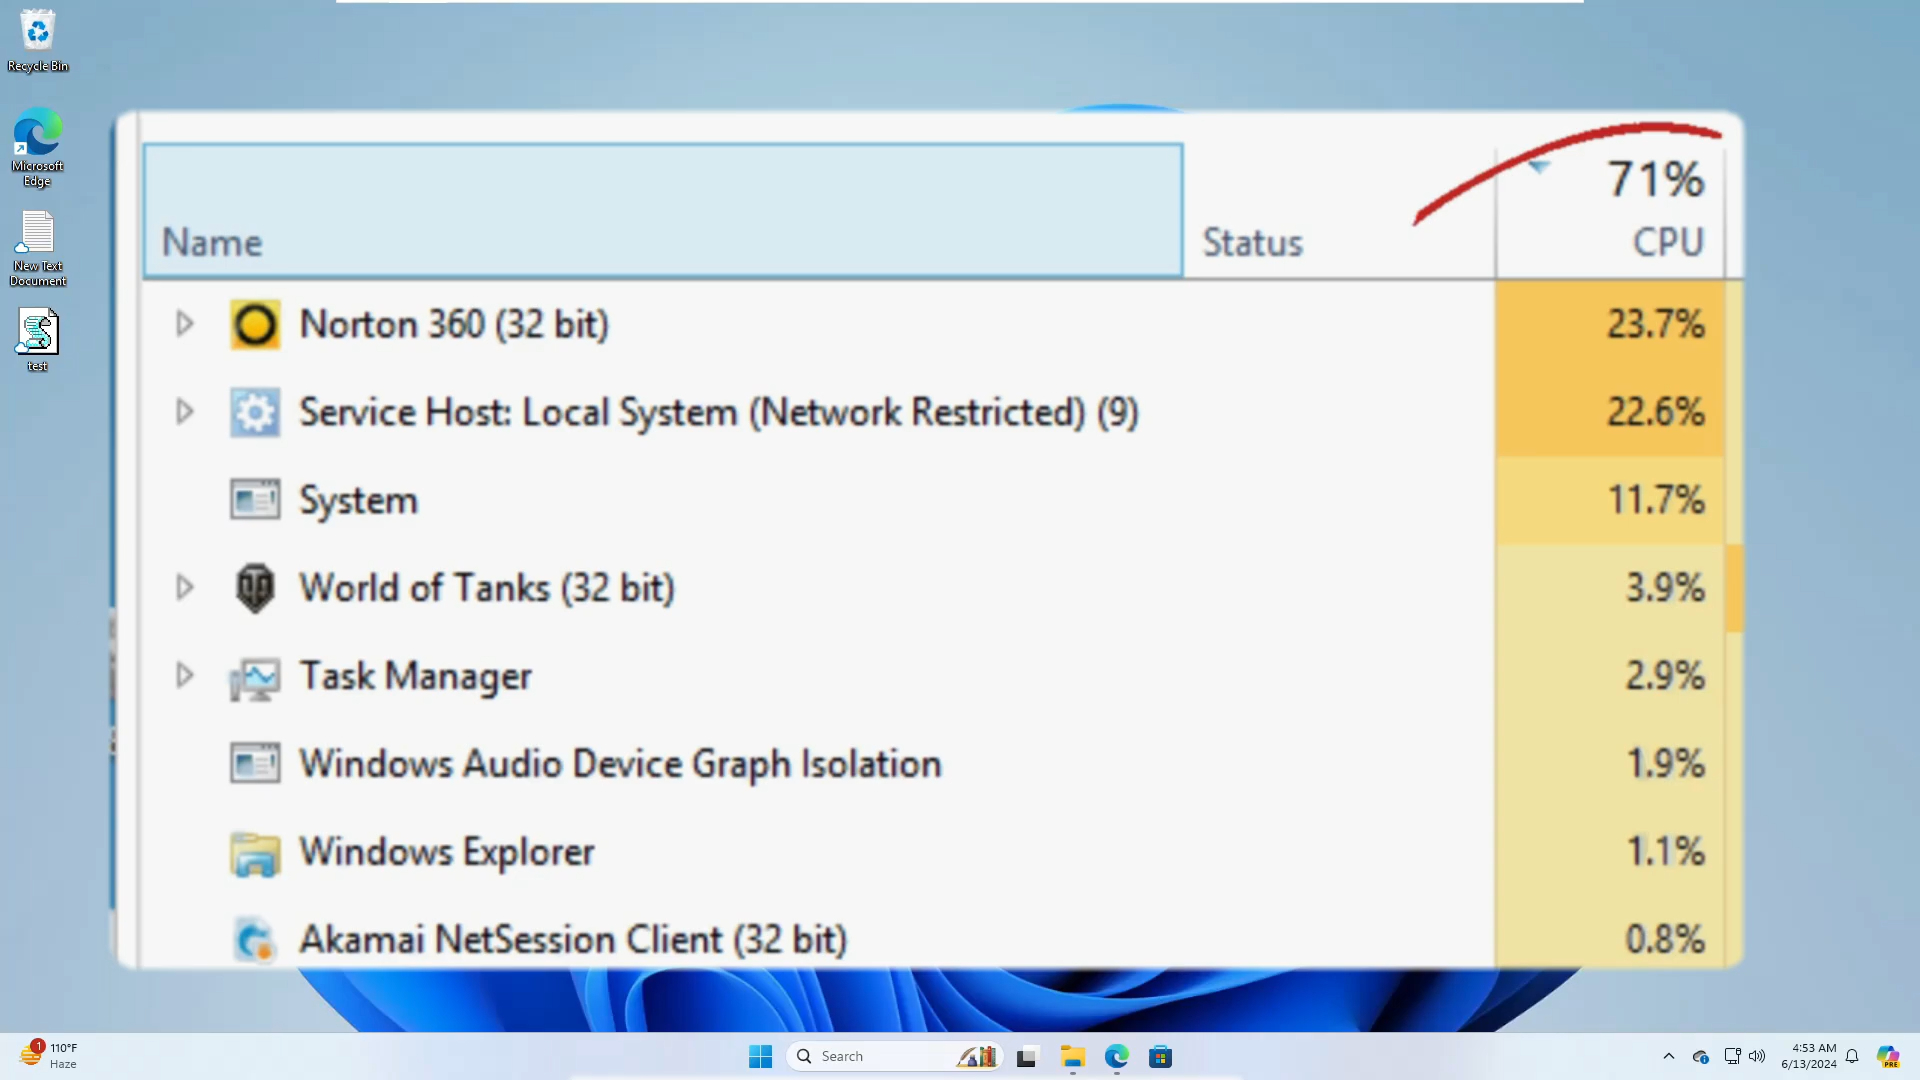 Recycle Bin
Microsoft
Edge
New Text
Document
test
71%
Name
Status
CPU
Norton 360 (32 bit)
23.7%
Service Host: Local System (Network Restricted) (9)
22.6%
System
11.7%
World of Tanks (32 bit)
3.9%
Task Manager
2.9%
Windows Audio Device Graph Isolation
1.9%
Windows Explorer
1.1%
Akamai NetSession Client (32 bit)
0.8%
1
110°F
Haze
Search
4:53 AM
6/13/2024
PRE